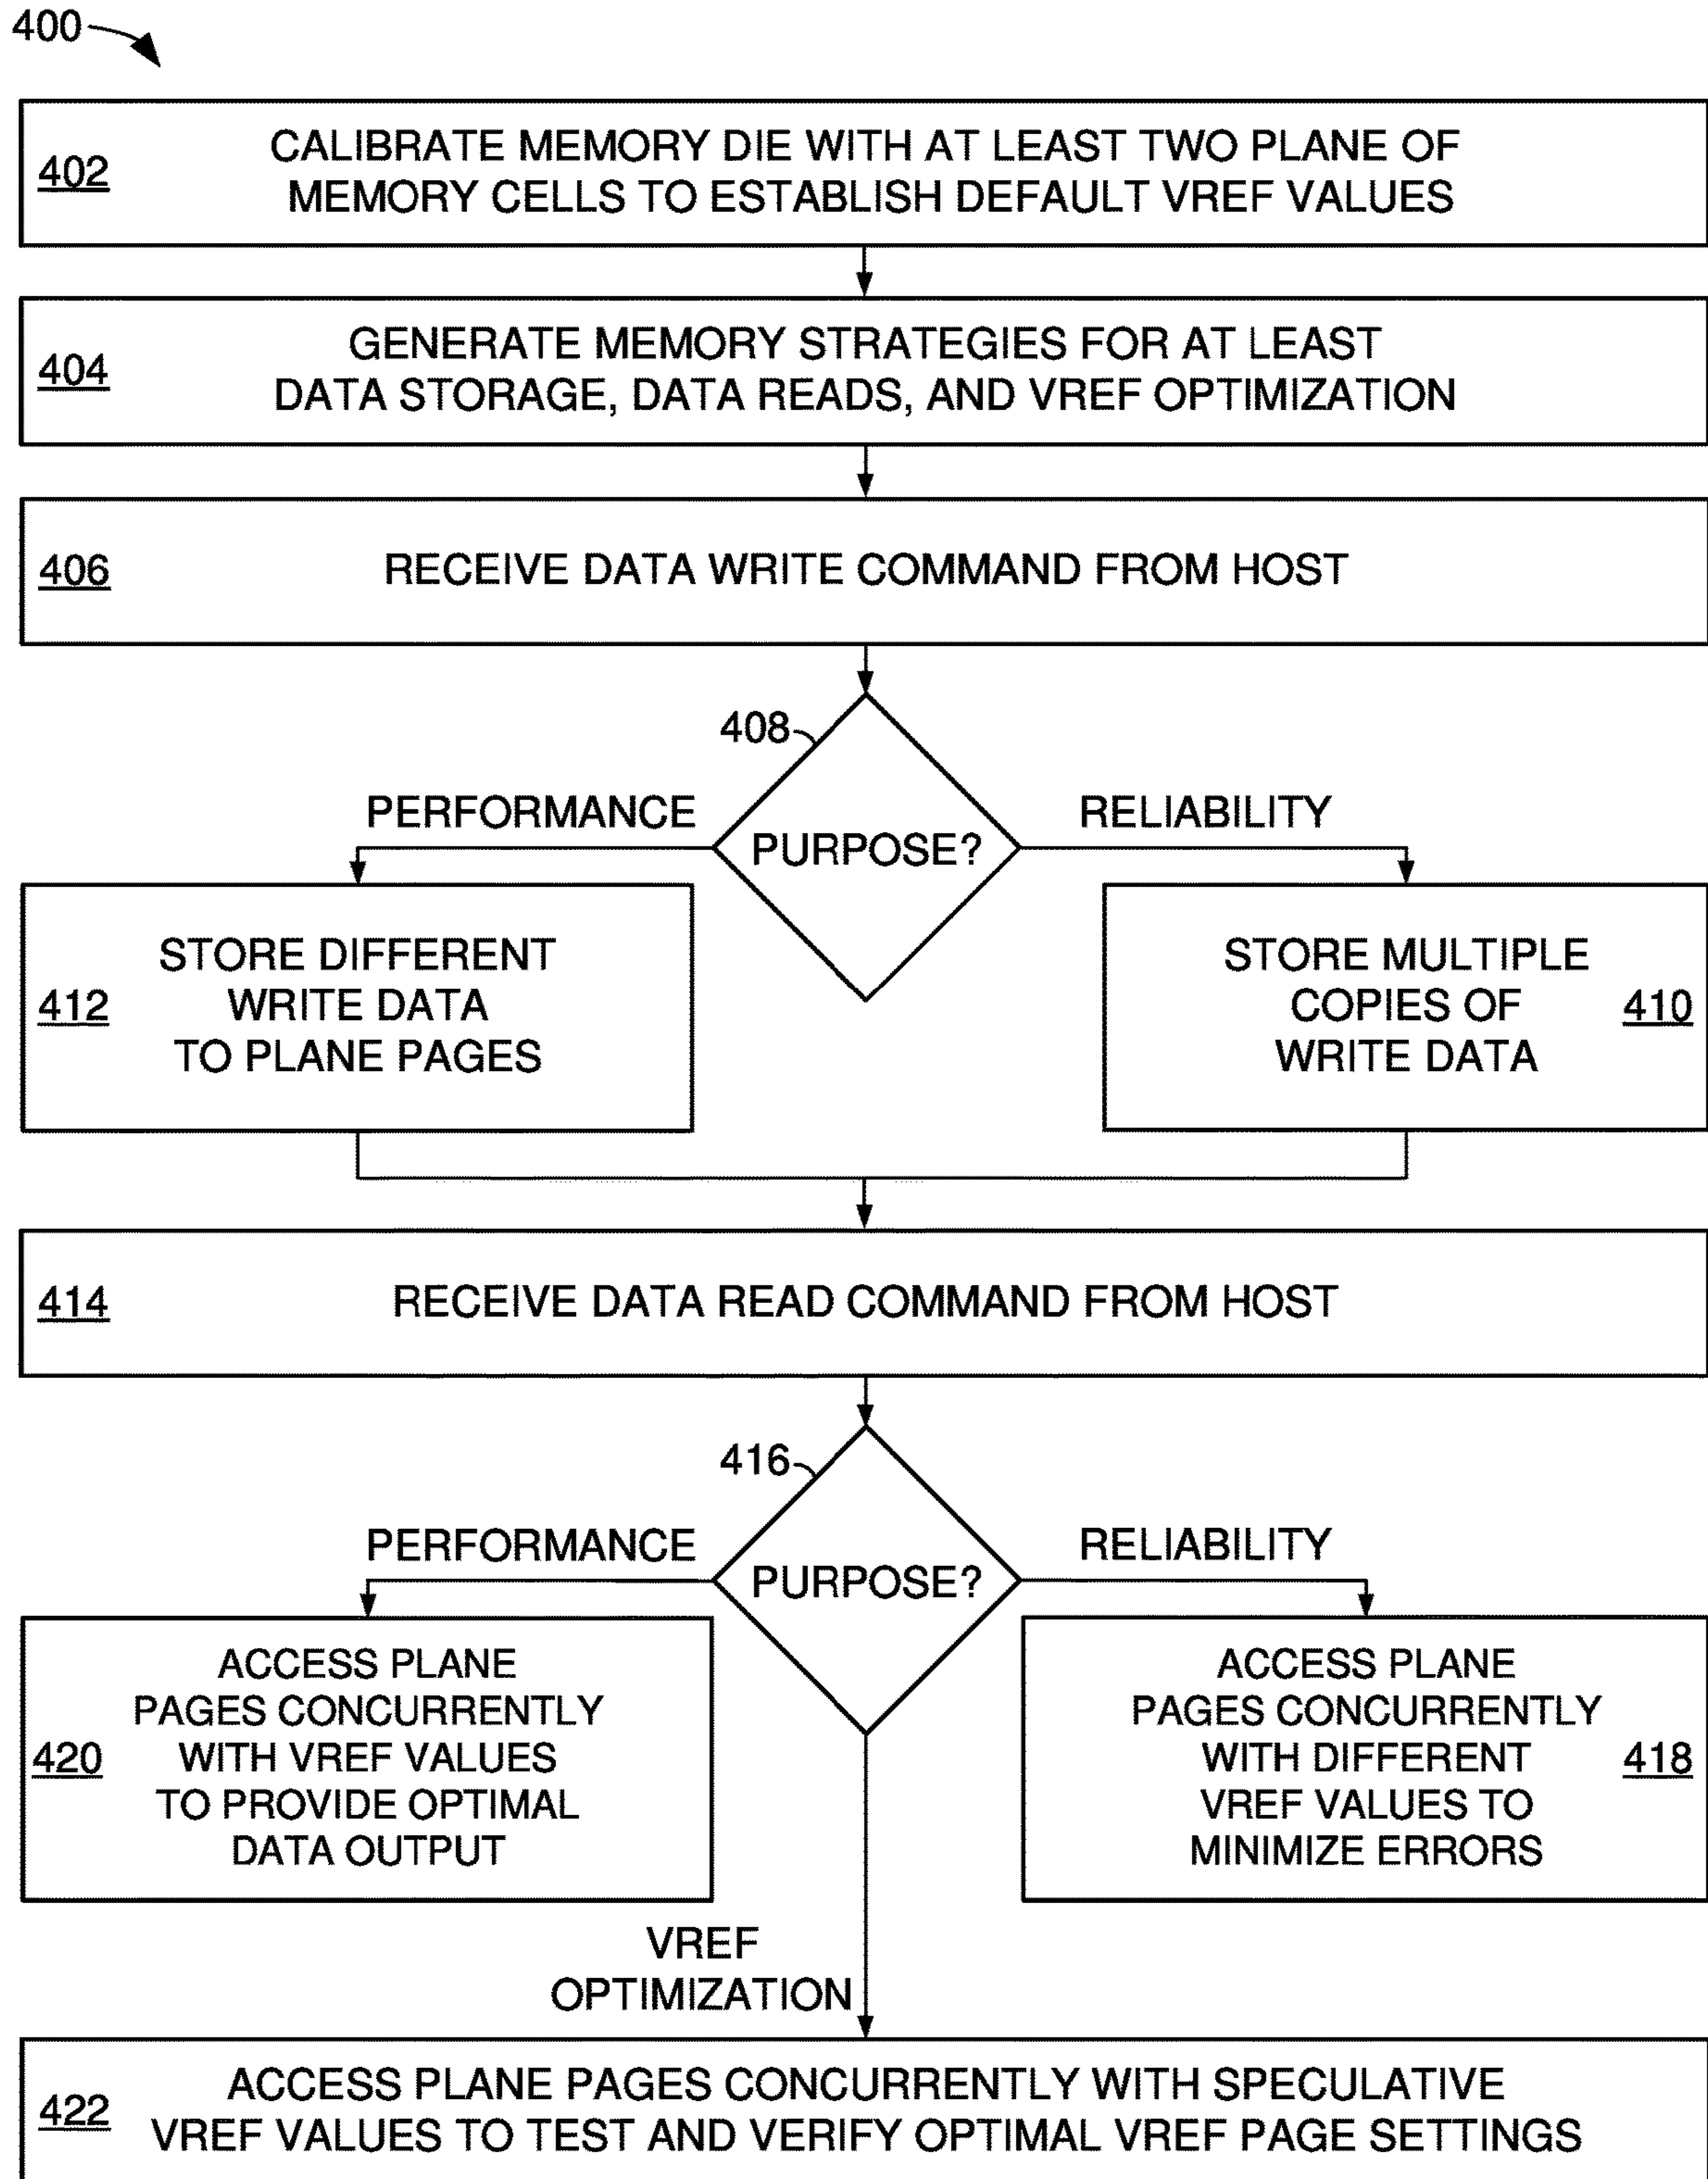 400
402
CALIBRATE MEMORY DIE WITH AT LEAST TWO PLANE OF
MEMORY CELLS TO ESTABLISH DEFAULT VREF VALUES
404
GENERATE MEMORY STRATEGIES FOR AT LEAST
DATA STORAGE, DATA READS, AND VREF OPTIMIZATION
406
RECEIVE DATA WRITE COMMAND FROM HOST
408
PURPOSE?
PERFORMANCE
RELIABILITY
412
STORE DIFFERENT
WRITE DATA
TO PLANE PAGES
STORE MULTIPLE
COPIES OF
WRITE DATA
410
414
RECEIVE DATA READ COMMAND FROM HOST
416
PURPOSE?
PERFORMANCE
RELIABILITY
420
ACCESS PLANE
PAGES CONCURRENTLY
WITH VREF VALUES
TO PROVIDE OPTIMAL
DATA OUTPUT
ACCESS PLANE
PAGES CONCURRENTLY
WITH DIFFERENT
VREF VALUES TO
MINIMIZE ERRORS
418
VREF
OPTIMIZATION
422
ACCESS PLANE PAGES CONCURRENTLY WITH SPECULATIVE
VREF VALUES TO TEST AND VERIFY OPTIMAL VREF PAGE SETTINGS